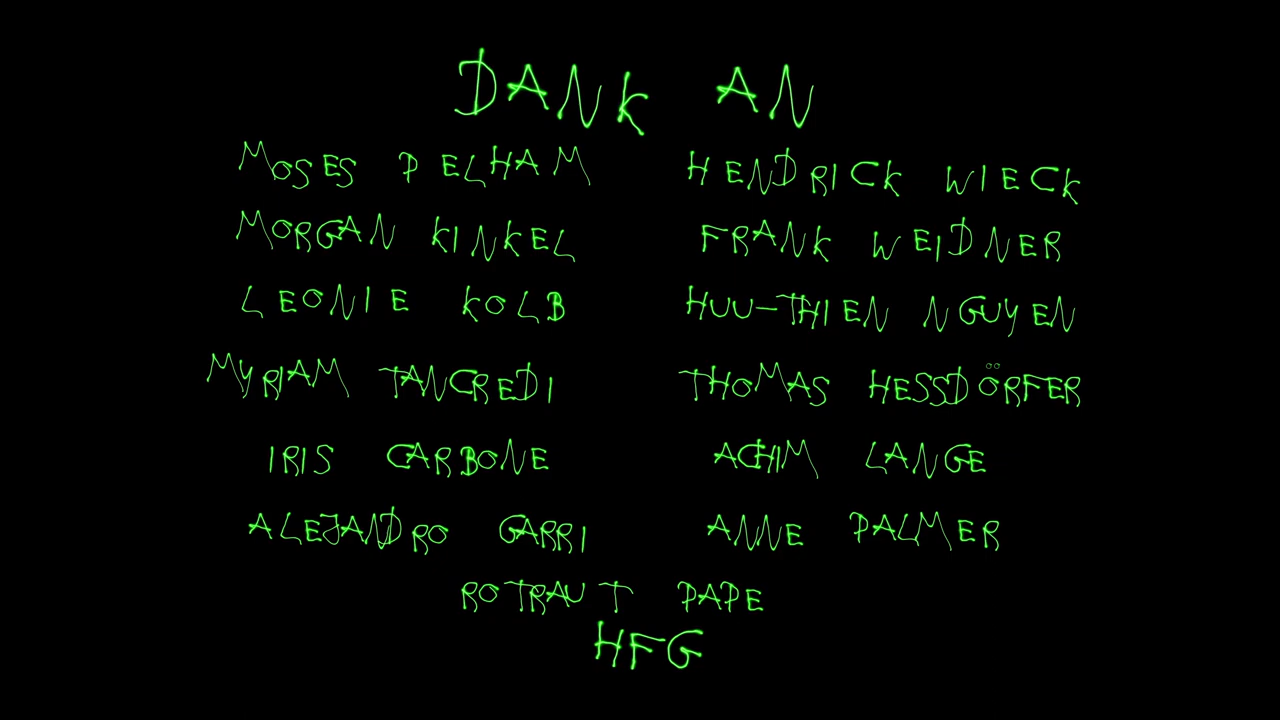 DANK AN
MOSES PELHAM HENDRICK WIECK
MORGAN KINKEL FRANK WEIDNER
LEONIE KOLB HUU-THIEN NGUYEN
MYRIAM TANCREDI THOMAS HESSDÖRFER
IRIS CARBONE ACHIM LANGE
ALEJANDRO GARRI ANNE PALMER
ROTRAUT PAPE
HFG